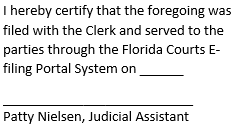 I hereby certify that the foregoing was
filed with the Clerk and served to the
parties through the Florida Courts E-
filing Portal System on ______
__________________________
Patty Nielsen, Judicial Assistant